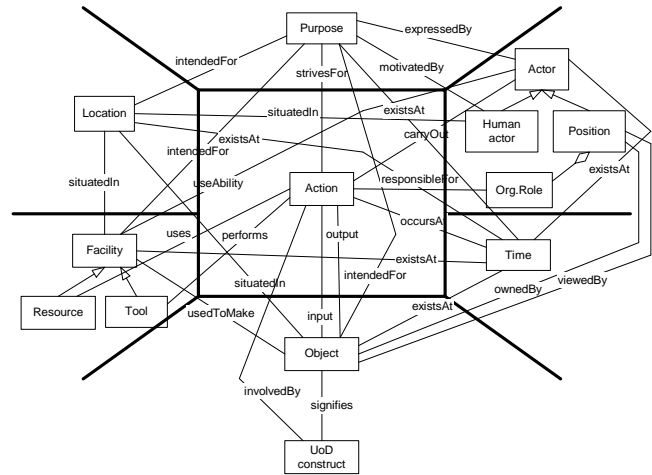 Purpose
expressedBy
intendedFor
motivatedBy
Actor
strivesFor
Location
situatedIn
existsAt
Human
actor
Position
carryOut
existsAt
intendedFor
existsAt
situatedIn
useAbility
responsibleFor
Action
Org.Role
uses
performs
output
occursA
Facility
Time
existsAt
situatedIn
intendedFor
viewedBy
ownedBy
Resource
Tool
usedToMake
input
existsAt
Object
involvedBy
signifies
UoD
construct